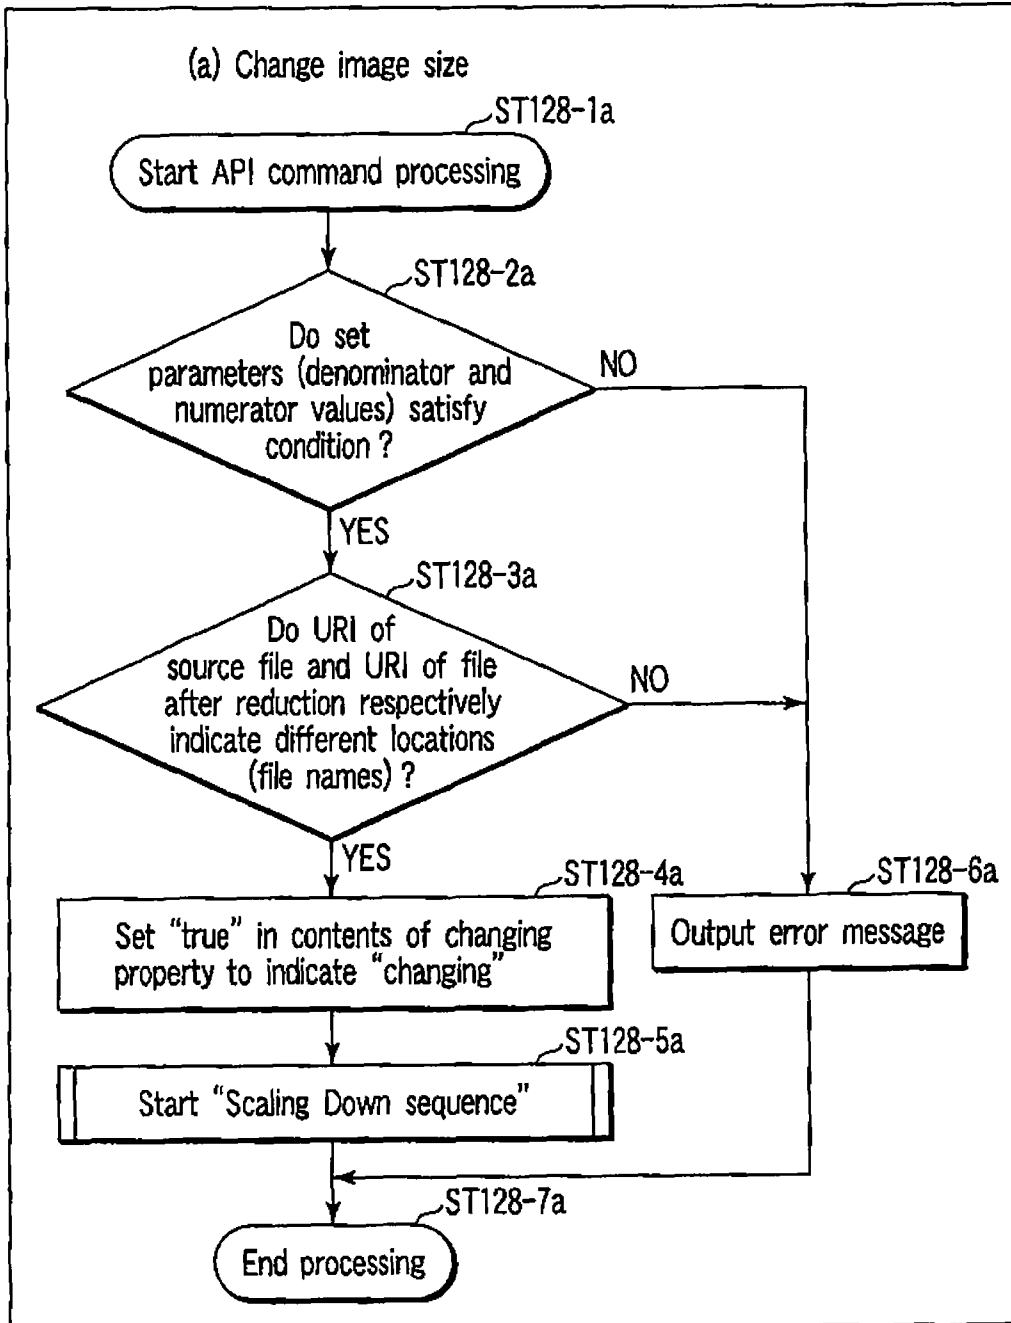 (a) Change image size
ST128-1a
Start API command processing
ST128-2a
Do set
parameters (denominator and
numerator values) satisfy
condition ?
NO
YES
ST128-3a
Do URI of
source file and URI of file
after reduction respectively
indicate different locations
(file names) ?
NO
YES
ST128-4a
Set “true” in contents of changing
property to indicate “changing”
ST128-6a
Output error message
ST128-5a
Start “Scaling Down sequence”
ST128-7a
End processing